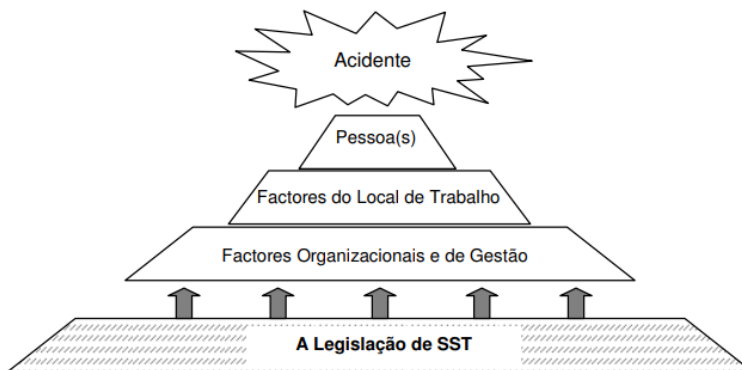 Acidente
Pessoa(s)
Factores do Local de Trabalho
Factores Organizacionais e de Gestão
A Legislação de SST